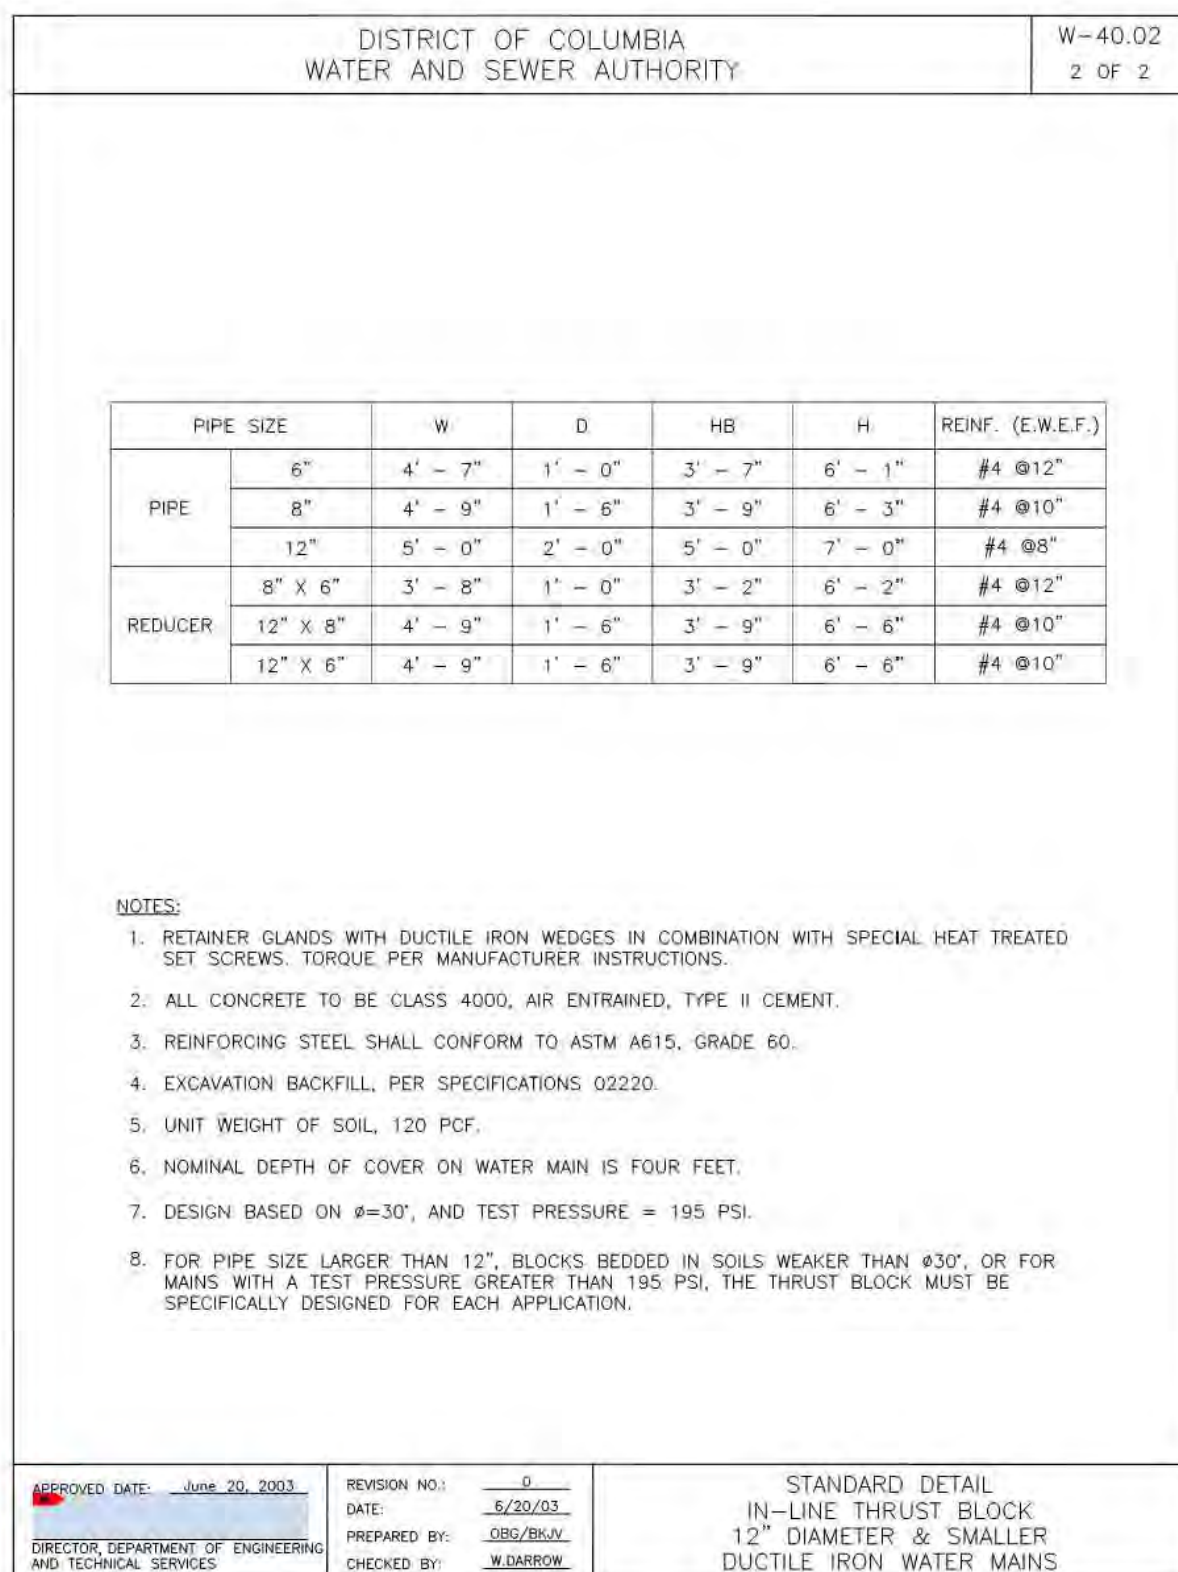 DISTRICT OF COLUMBIA
WATER AND SEWER AUTHORITY
W-40.02
2 OF 2
PIPE SIZE W D HB H REINF. (E.W.E.F.)
PIPE
6" 4' - 7" 1' - 0" 3' - 7" 6' - 1" #4 @12"
8" 4' - 9" 1' - 6" 3' - 9" 6' - 3" #4 @10"
12" 5' - 0" 2' - 0" 5' - 0" 7' - 0" #4 @8"
REDUCER
8" X 6" 3' - 8" 1' - 0" 3' - 2" 6' - 2" #4 @12"
12" X 8" 4' - 9" 1' - 6" 3' - 9" 6' - 6" #4 @10"
12" X 6" 4' - 9" 1' - 6" 3' - 9" 6' - 6" #4 @10"
NOTES:
1. RETAINER GLANDS WITH DUCTILE IRON WEDGES IN COMBINATION WITH SPECIAL HEAT TREATED
SET SCREWS. TORQUE PER MANUFACTURER INSTRUCTIONS.
2. ALL CONCRETE TO BE CLASS 4000, AIR ENTRAINED, TYPE II CEMENT.
3. REINFORCING STEEL SHALL CONFORM TO ASTM A615, GRADE 60.
4. EXCAVATION BACKFILL, PER SPECIFICATIONS 02220.
5. UNIT WEIGHT OF SOIL, 120 PCF.
6. NOMINAL DEPTH OF COVER ON WATER MAIN IS FOUR FEET.
7. DESIGN BASED ON ø=30°, AND TEST PRESSURE = 195 PSI.
8. FOR PIPE SIZE LARGER THAN 12", BLOCKS BEDDED IN SOILS WEAKER THAN ø30°, OR FOR
MAINS WITH A TEST PRESSURE GREATER THAN 195 PSI, THE THRUST BLOCK MUST BE
SPECIFICALLY DESIGNED FOR EACH APPLICATION.
APPROVED DATE: June 20, 2003
DIRECTOR, DEPARTMENT OF ENGINEERING
AND TECHNICAL SERVICES
REVISION NO.: 0
DATE: 6/20/03
PREPARED BY: OBG/BKJV
CHECKED BY: W.DARROW
STANDARD DETAIL
IN-LINE THRUST BLOCK
12" DIAMETER & SMALLER
DUCTILE IRON WATER MAINS